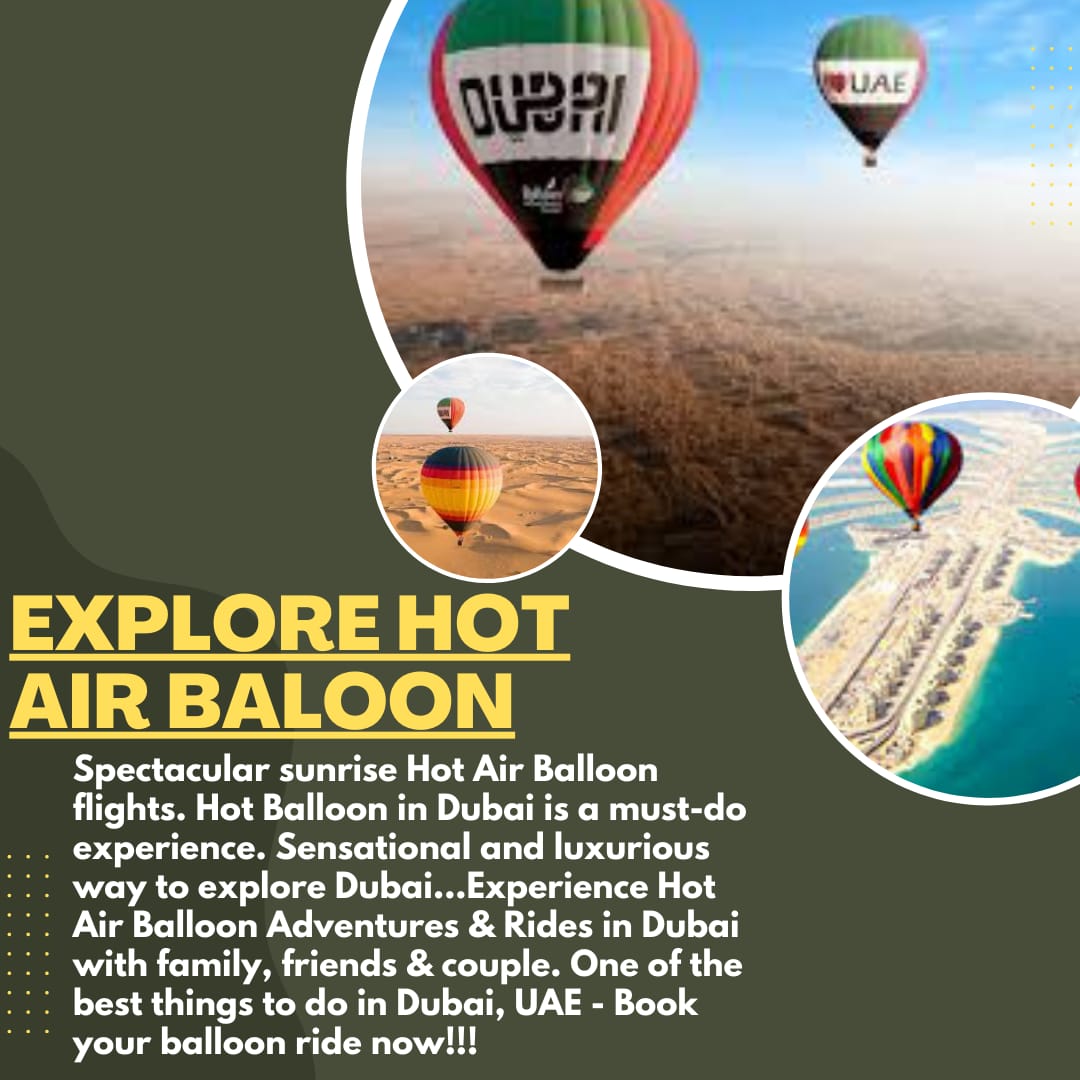 DUBAI
UAE
EXPLORE HOT
AIR BALOON
Spectacular sunrise Hot Air Balloon
flights. Hot Balloon in Dubai is a must-do
experience. Sensational and luxurious
way to explore Dubai...Experience Hot
Air Balloon Adventures & Rides in Dubai
with family, friends & couple. One of the
best things to do in Dubai, UAE - Book
your balloon ride now!!!